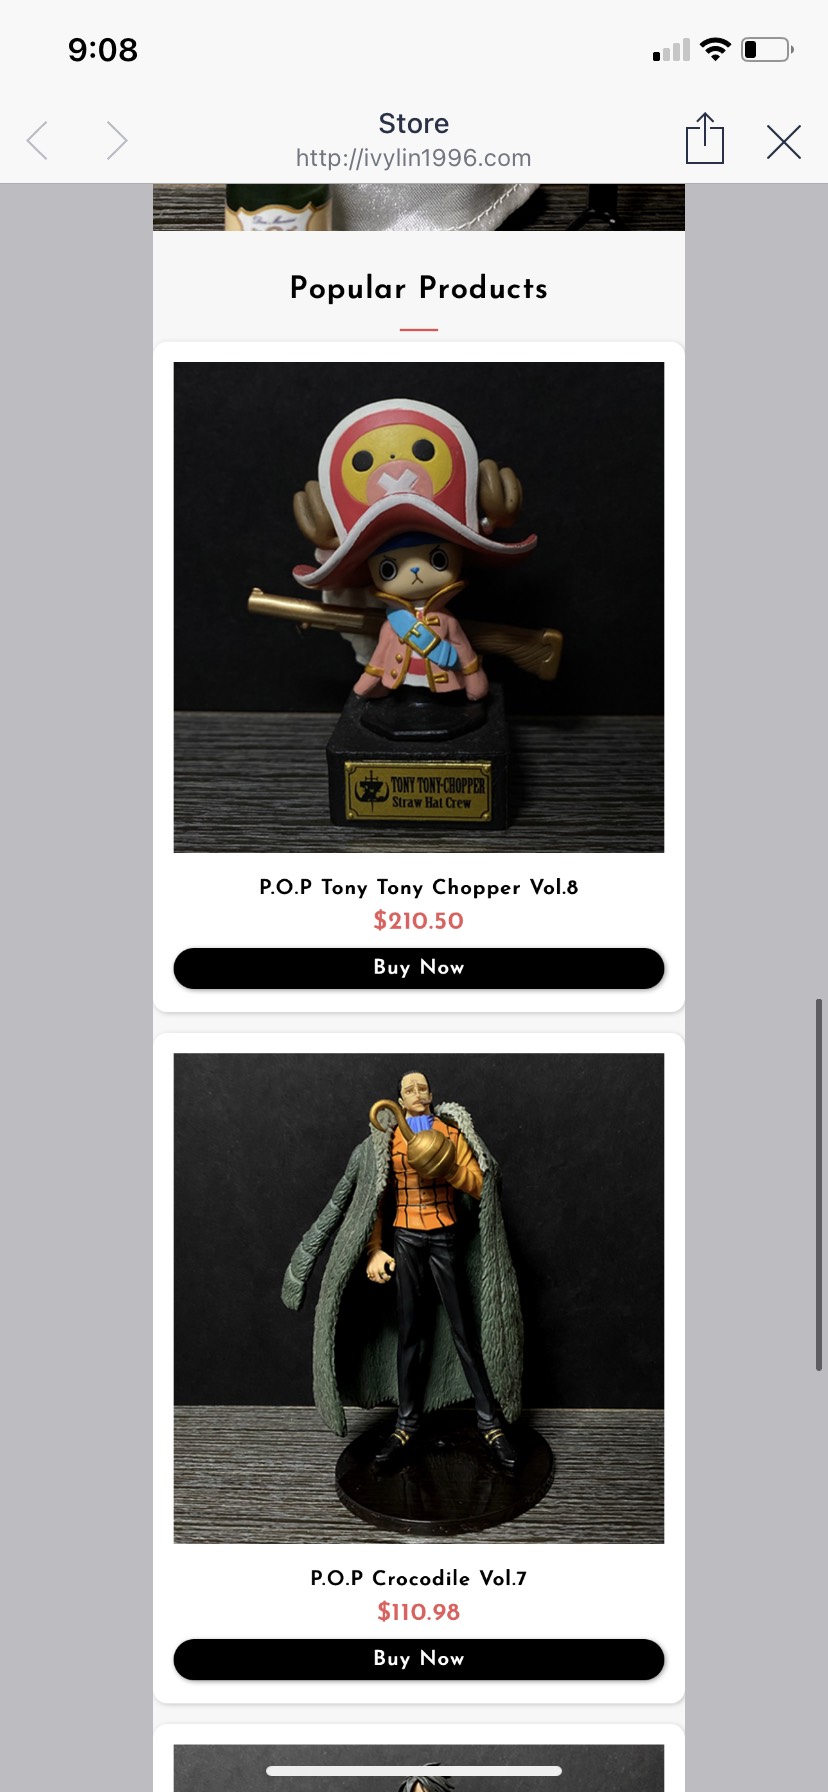 9:08
Store
http://ivylin1996.com
Popular Products
TONY TONY-CHOPPER
Straw Hat Crew
P.O.P Tony Tony Chopper Vol.8
$210.50
Buy Now
P.O.P Crocodile Vol.7
$110.98
Buy Now